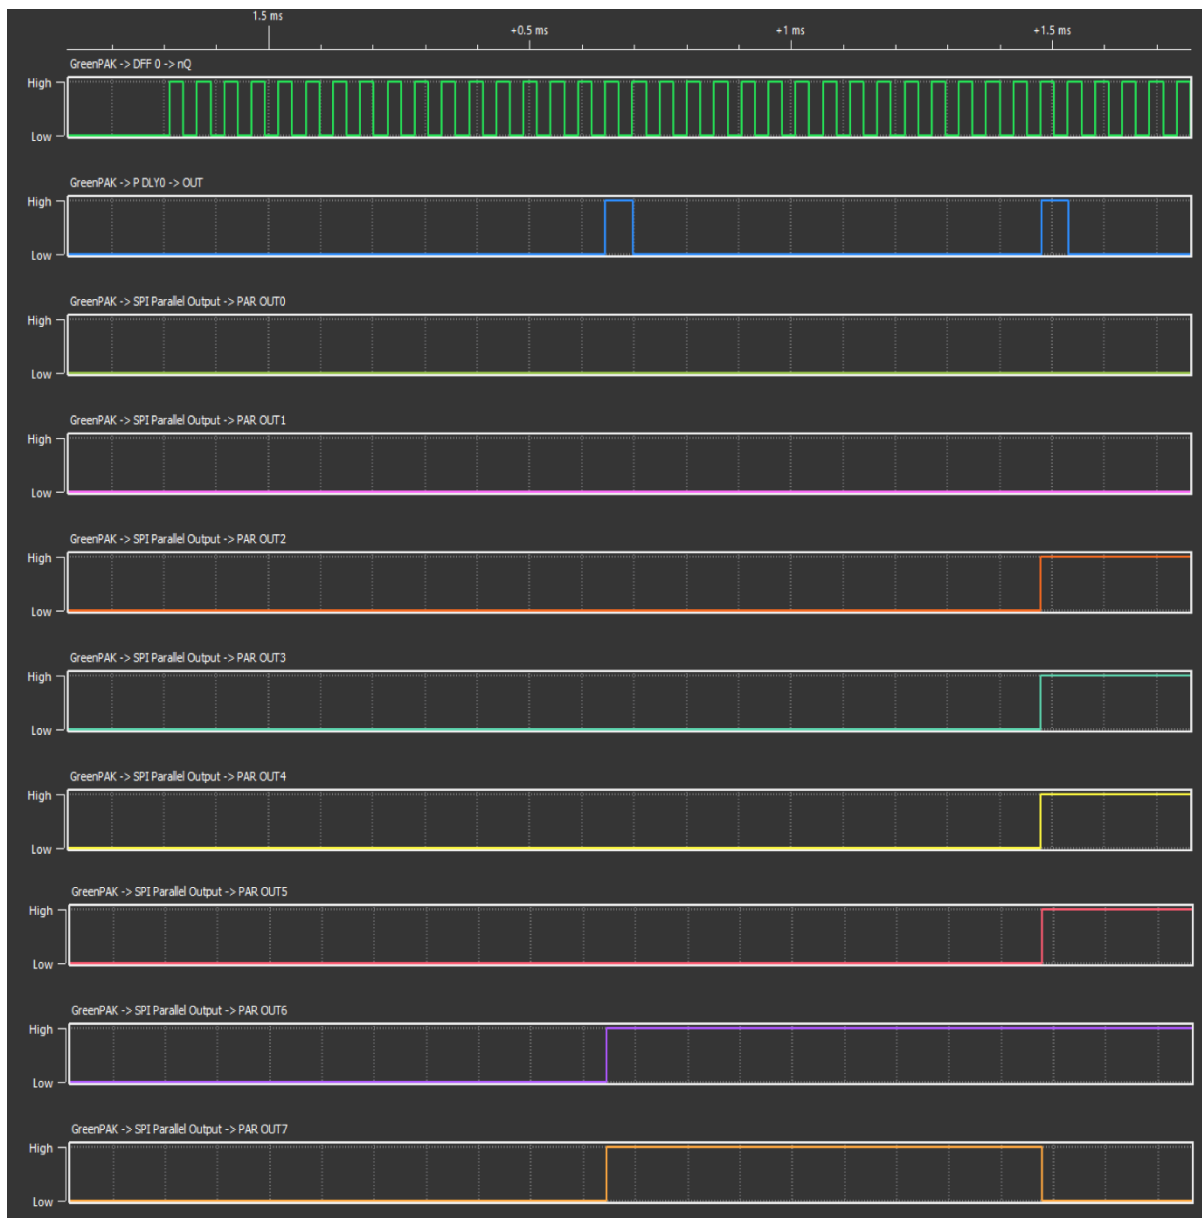 1.5 ms
+0.5 ms +1 ms +1.5 ms
GreenPAK -> DFF 0 -> nQ
High
Low
GreenPAK -> P DLY0 -> OUT
High
Low
GreenPAK -> SPI Parallel Output -> PAR OUT0
High
Low
GreenPAK -> SPI Parallel Output -> PAR OUT1
High
Low
GreenPAK -> SPI Parallel Output -> PAR OUT2
High
Low
GreenPAK -> SPI Parallel Output -> PAR OUT3
High
Low
GreenPAK -> SPI Parallel Output -> PAR OUT4
High
Low
GreenPAK -> SPI Parallel Output -> PAR OUT5
High
Low
GreenPAK -> SPI Parallel Output -> PAR OUT6
High
Low
GreenPAK -> SPI Parallel Output -> PAR OUT7
High
Low